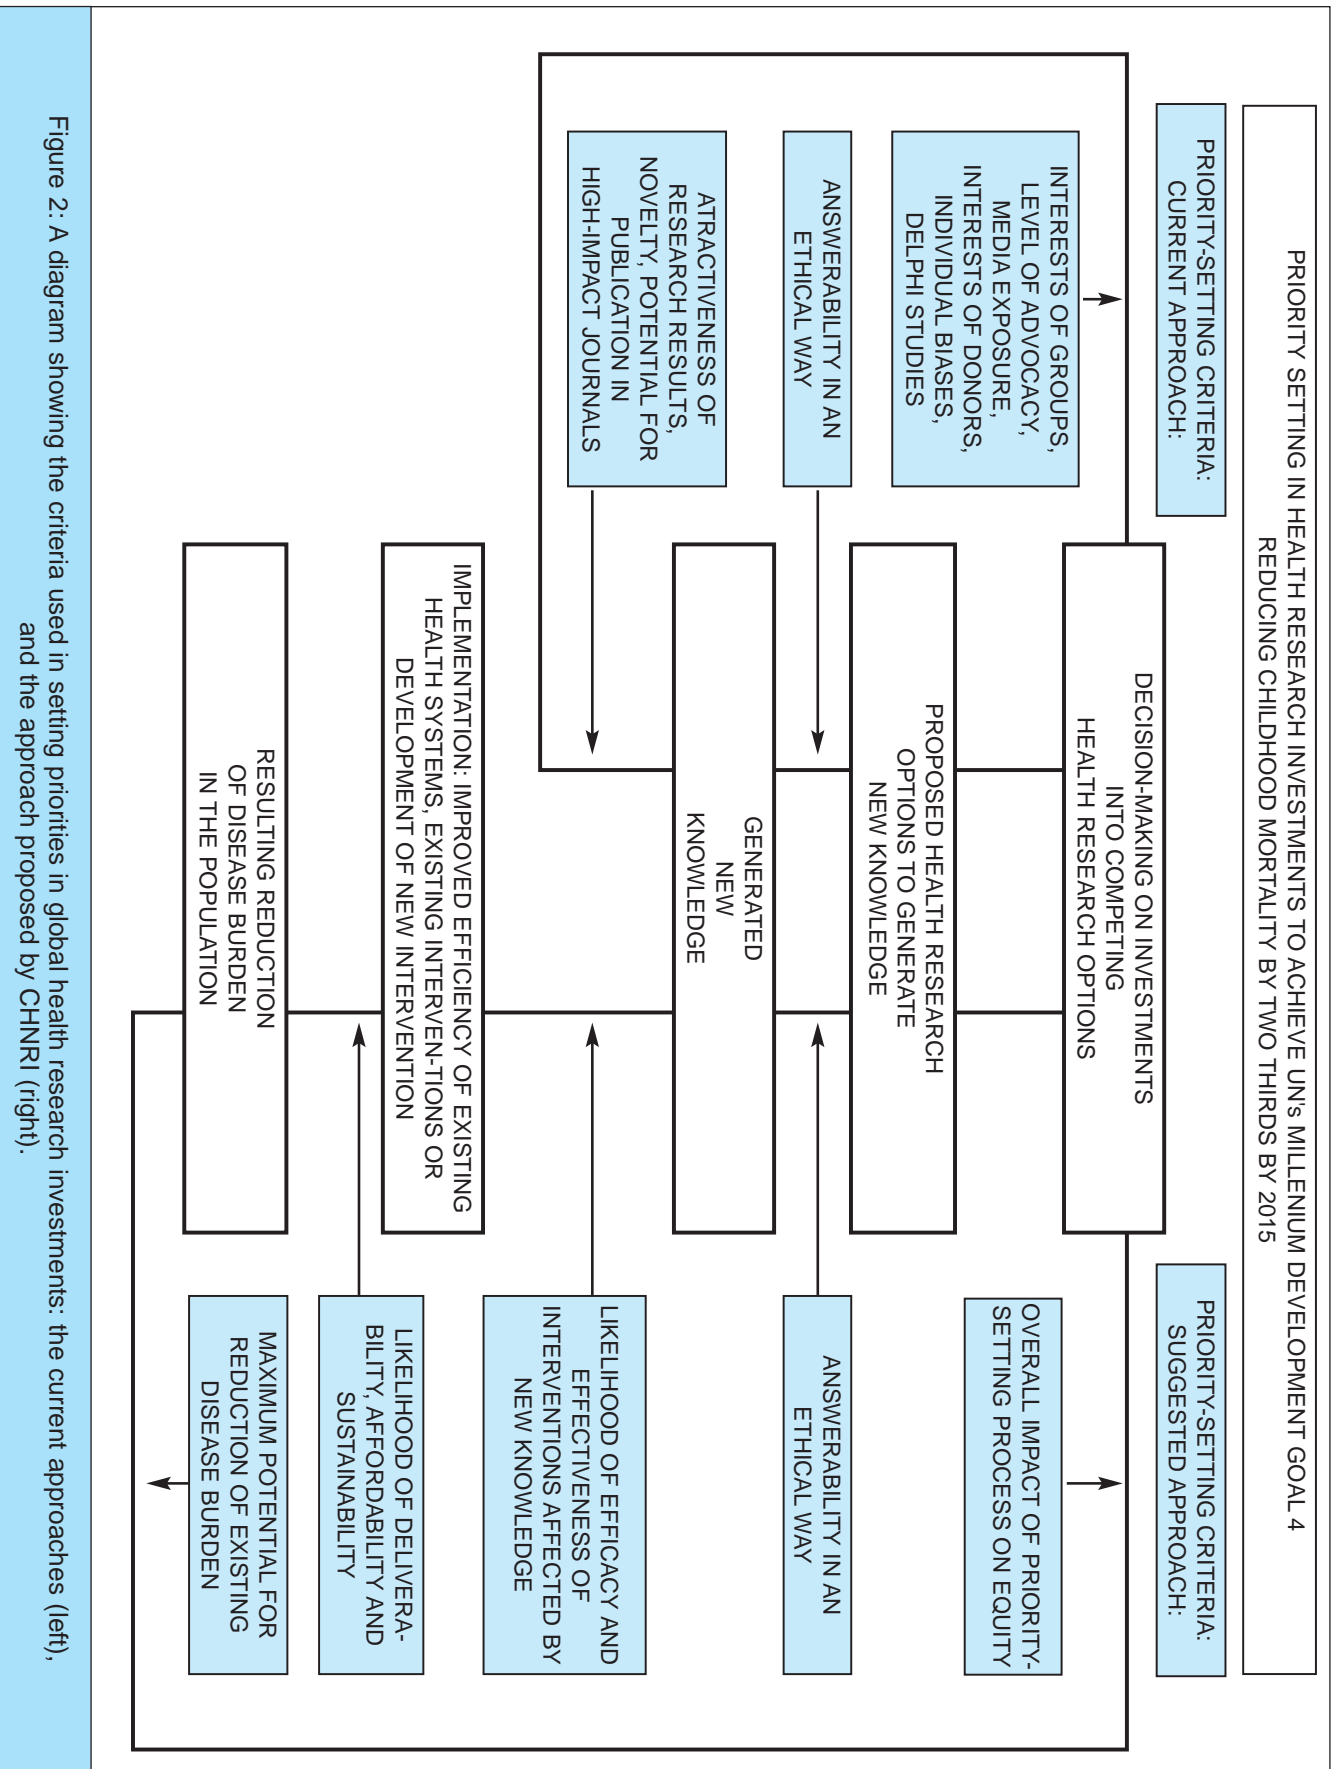 PRIORITY SETTING IN HEALTH RESEARCH INVESTMENTS TO ACHIEVE UN's MILLENIUM DEVELOPMENT GOAL 4
REDUCING CHILDHOOD MORTALITY BY TWO THIRDS BY 2015
PRIORITY-SETTING CRITERIA:
CURRENT APPROACH:
PRIORITY-SETTING CRITERIA:
SUGGESTED APPROACH:
DECISION-MAKING ON INVESTMENTS
INTO COMPETING
HEALTH RESEARCH OPTIONS
INTERESTS OF GROUPS,
LEVEL OF ADVOCACY,
MEDIA EXPOSURE,
INTERESTS OF DONORS,
INDIVIDUAL BIASES,
DELPHI STUDIES
OVERALL IMPACT OF PRIORITY-
SETTING PROCESS ON EQUITY
PROPOSED HEALTH RESEARCH
OPTIONS TO GENERATE
NEW KNOWLEDGE
ANSWERABILITY IN AN
ETHICAL WAY
ANSWERABILITY IN AN
ETHICAL WAY
GENERATED
NEW
KNOWLEDGE
ATRACTIVENESS OF
RESEARCH RESULTS,
NOVELTY, POTENTIAL FOR
PUBLICATION IN
HIGH-IMPACT JOURNALS
LIKELIHOOD OF EFFICACY AND
EFFECTIVENESS OF
INTERVENTIONS AFFECTED BY
NEW KNOWLEDGE
IMPLEMENTATION: IMPROVED EFFICIENCY OF EXISTING
HEALTH SYSTEMS, EXISTING INTERVEN-TIONS OR
DEVELOPMENT OF NEW INTERVENTION
LIKELIHOOD OF DELIVERA-
BILITY, AFFORDABILITY AND
SUSTAINABILITY
RESULTING REDUCTION
OF DISEASE BURDEN
IN THE POPULATION
MAXIMUM POTENTIAL FOR
REDUCTION OF EXISTING
DISEASE BURDEN
Figure 2: A diagram showing the criteria used in setting priorities in global health research investments: the current approaches (left),
and the approach proposed by CHNRI (right).